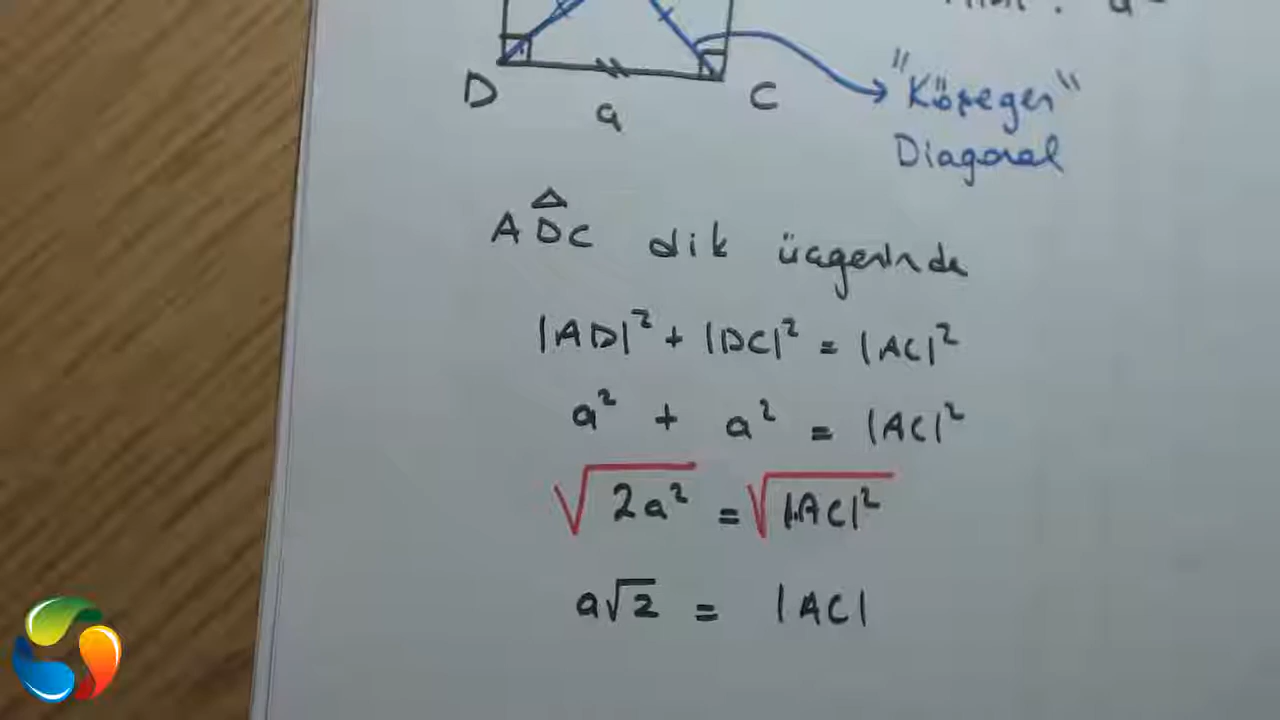 D
a
C
"Köşegen"
Diagonal
ADC dik üçgeninde
|AD|² + |DC|² = |AC|²
a² + a² = |AC|²
√2a² = √|AC|²
a√2 = |AC|